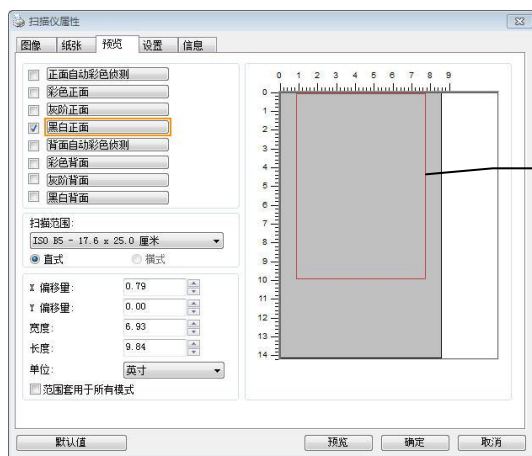 扫描仪属性
图像 纸张 预览 设置 信息
正面自动彩色侦测
彩色正面
灰阶正面
黑白正面
背面自动彩色侦测
彩色背面
灰阶背面
黑白背面
扫描范围:
ISO B5 - 17.6 x 25.0 厘米
直式 横式
X 偏移量: 0.79
Y 偏移量: 0.00
宽度: 6.93
长度: 9.84
单位: 英寸
范围套用于所有模式
0 1 2 3 4 5 6 7 8 9
0
1
2
3
4
5
6
7
8
9
10
11
12
13
14
默认值 预览 确定 取消